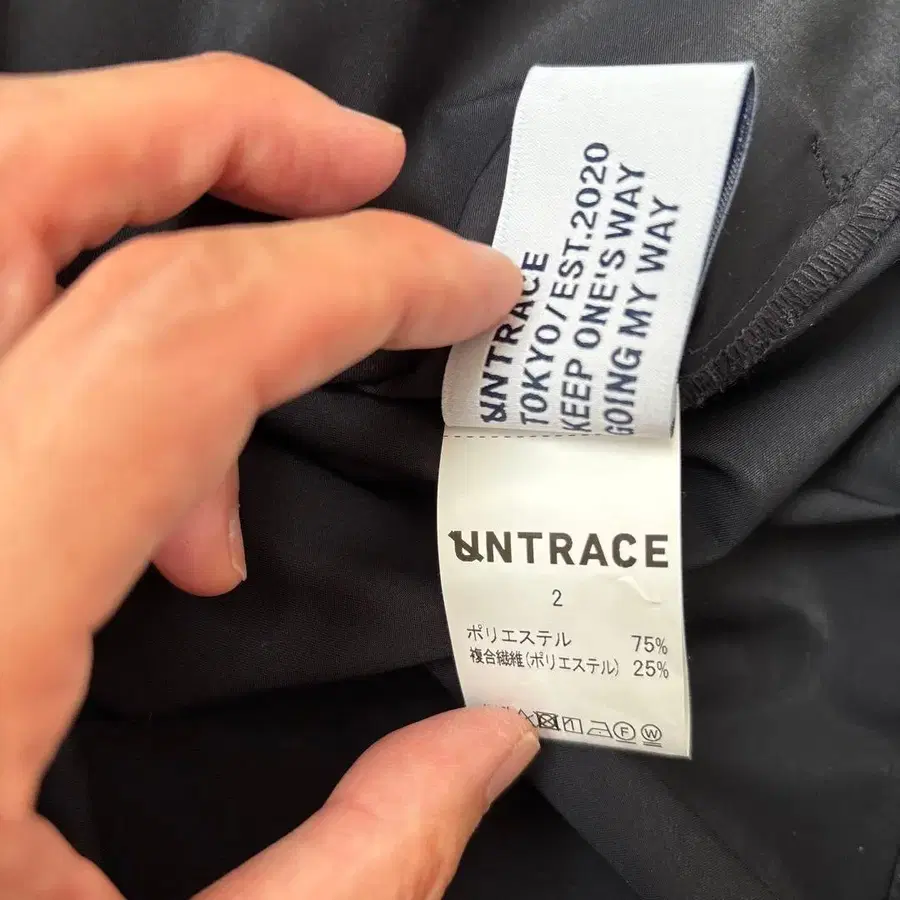 UNTRACE
TOKYO/EST.2020
KEEP ONE'S WAY
GOING MY WAY
UNTRACE
2
ポリエステル 75%
複合繊維(ポリエステル) 25%
F W